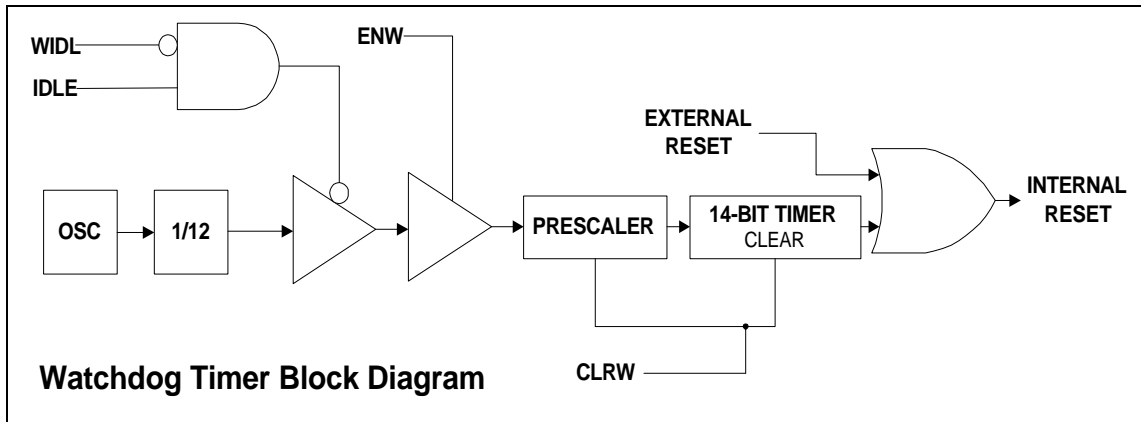 WIDL
IDLE
ENW
EXTERNAL
RESET
OSC
1/12
PRESCALER
14-BIT TIMER
CLEAR
INTERNAL
RESET
CLRW
Watchdog Timer Block Diagram